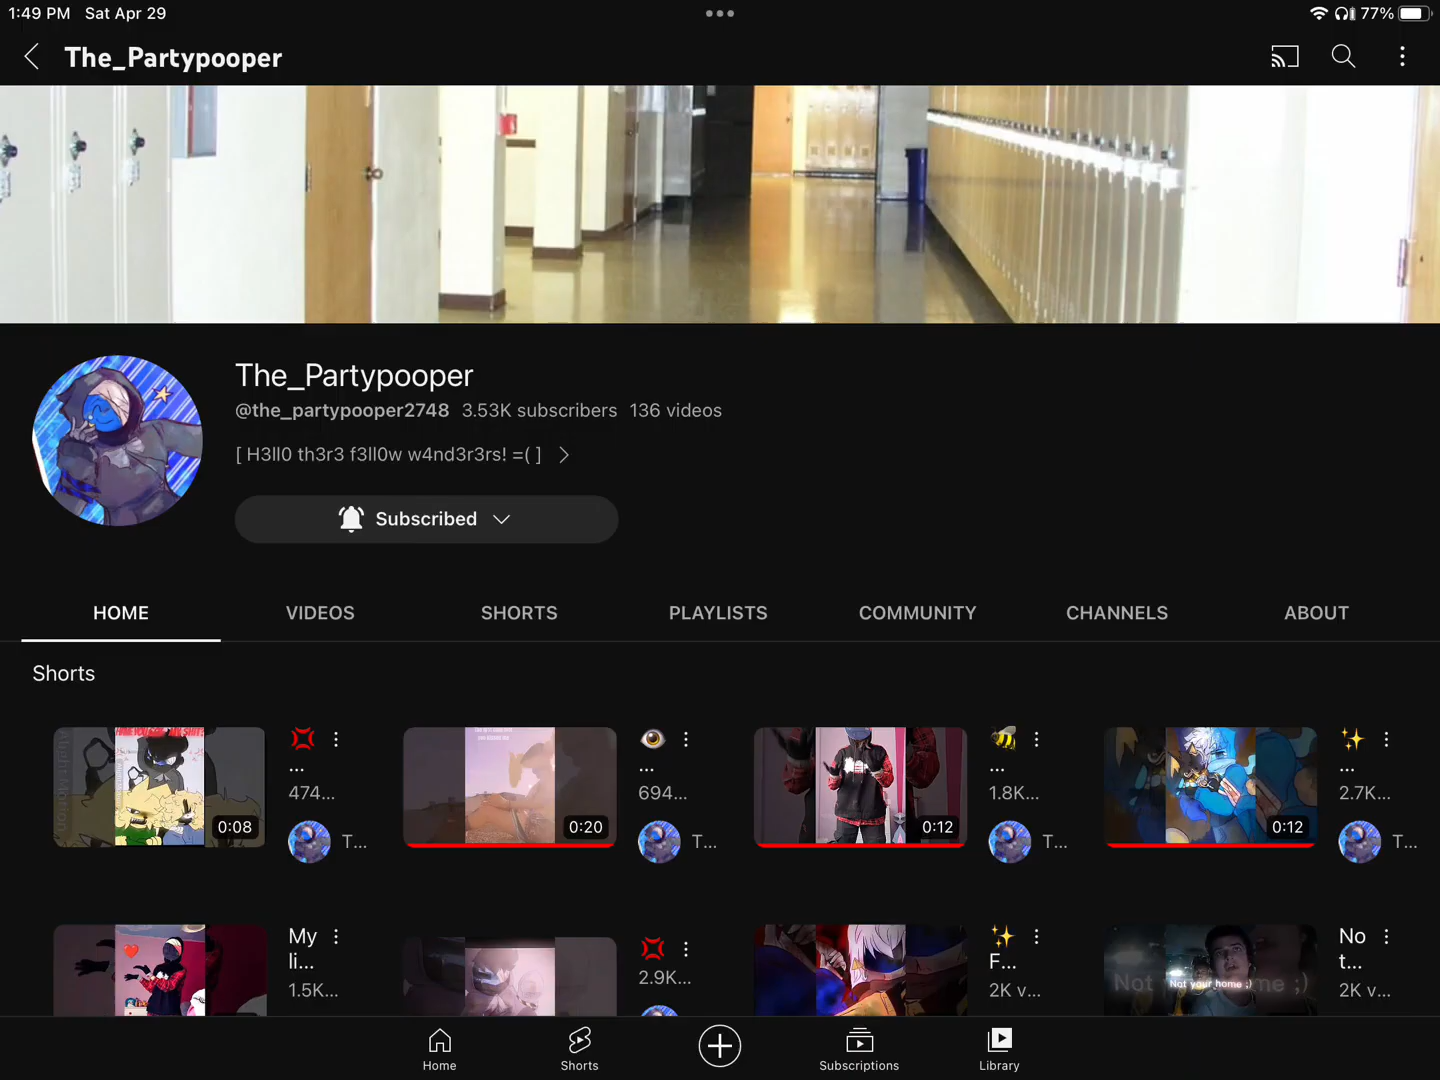 1:49 PM Sat Apr 29
77%
The_Partypooper
The_Partypooper
@the_partypooper2748 3.53K subscribers 136 videos
[ H3ll0 th3r3 f3ll0w w4nd3r3rs! =( ]
Subscribed
HOME VIDEOS SHORTS PLAYLISTS COMMUNITY CHANNELS ABOUT
Shorts
0:08
...
474...
T...
0:20
...
694...
T...
0:12
...
1.8K...
T...
0:12
...
2.7K...
T...
My
li...
1.5K...
2.9K...
F...
2K v...
Not your home ;)
No
t...
2K v...
Home Shorts Subscriptions Library